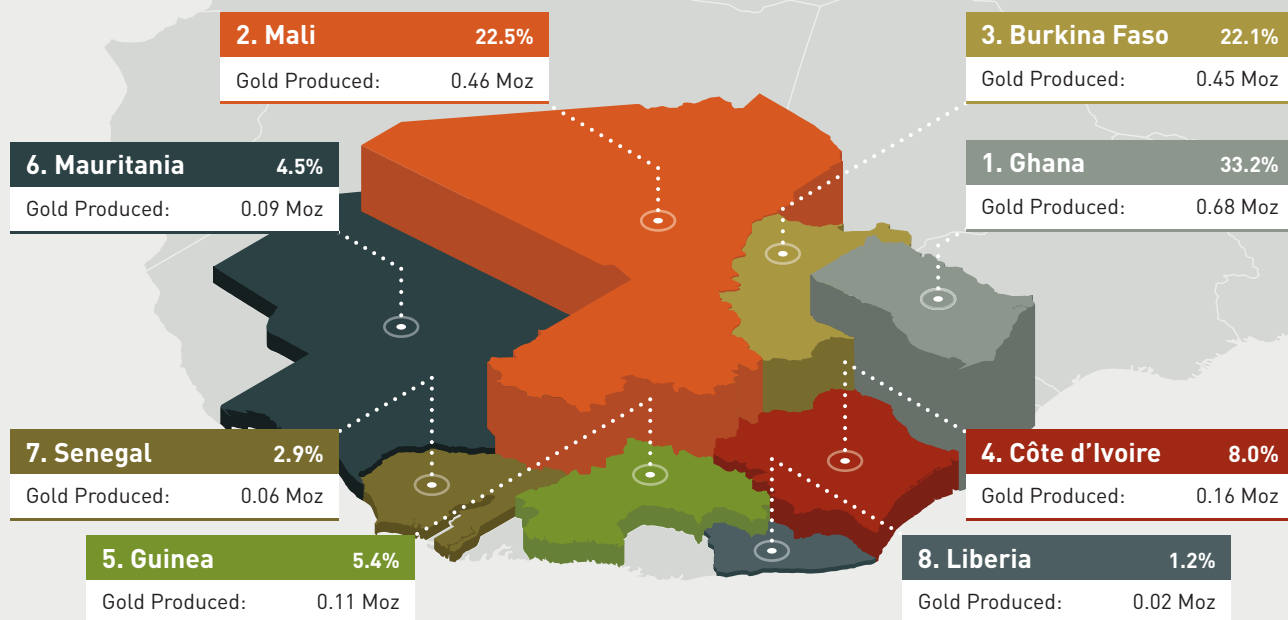 2. Mali 22.5%
Gold Produced: 0.46 Moz
3. Burkina Faso 22.1%
Gold Produced: 0.45 Moz
6. Mauritania 4.5%
Gold Produced: 0.09 Moz
1. Ghana 33.2%
Gold Produced: 0.68 Moz
7. Senegal 2.9%
Gold Produced: 0.06 Moz
4. Côte d’Ivoire 8.0%
Gold Produced: 0.16 Moz
5. Guinea 5.4%
Gold Produced: 0.11 Moz
8. Liberia 1.2%
Gold Produced: 0.02 Moz